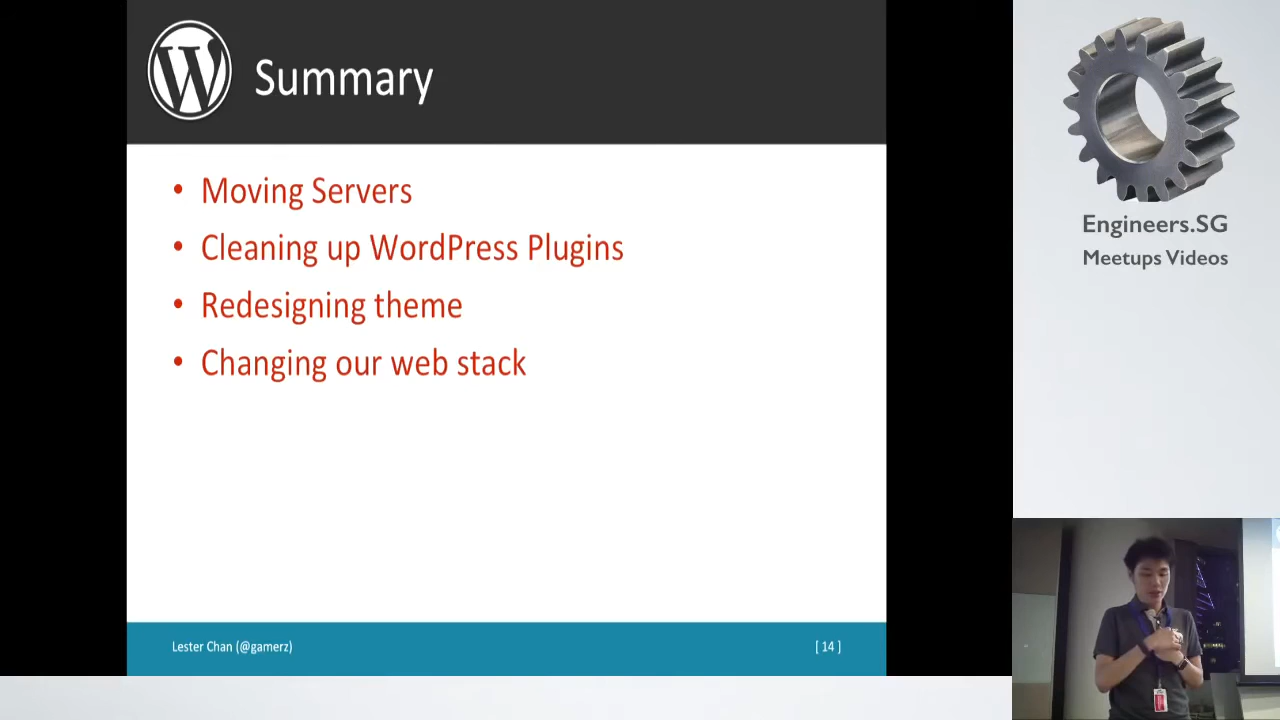 Summary
• Moving Servers
• Cleaning up WordPress Plugins
• Redesigning theme
• Changing our web stack
Lester Chan (@gamerz)
[ 14 ]
Engineers.SG
Meetups Videos